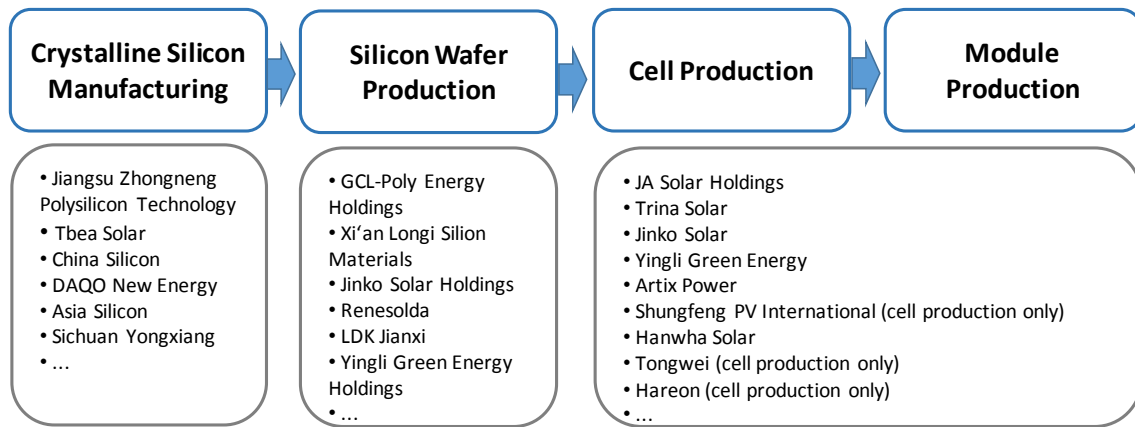 Crystalline Silicon
Manufacturing
Silicon Wafer
Production
Cell Production
Module
Production
• Jiangsu Zhongneng
Polysilicon Technology
• Tbea Solar
• China Silicon
• DAQO New Energy
• Asia Silicon
• Sichuan Yongxiang
• ...
• GCL-Poly Energy
Holdings
• Xi‘an Longi Silion
Materials
• Jinko Solar Holdings
• Renesolda
• LDK Jianxi
• Yingli Green Energy
Holdings
• ...
• JA Solar Holdings
• Trina Solar
• Jinko Solar
• Yingli Green Energy
• Artix Power
• Shungfeng PV International (cell production only)
• Hanwha Solar
• Tongwei (cell production only)
• Hareon (cell production only)
• ...